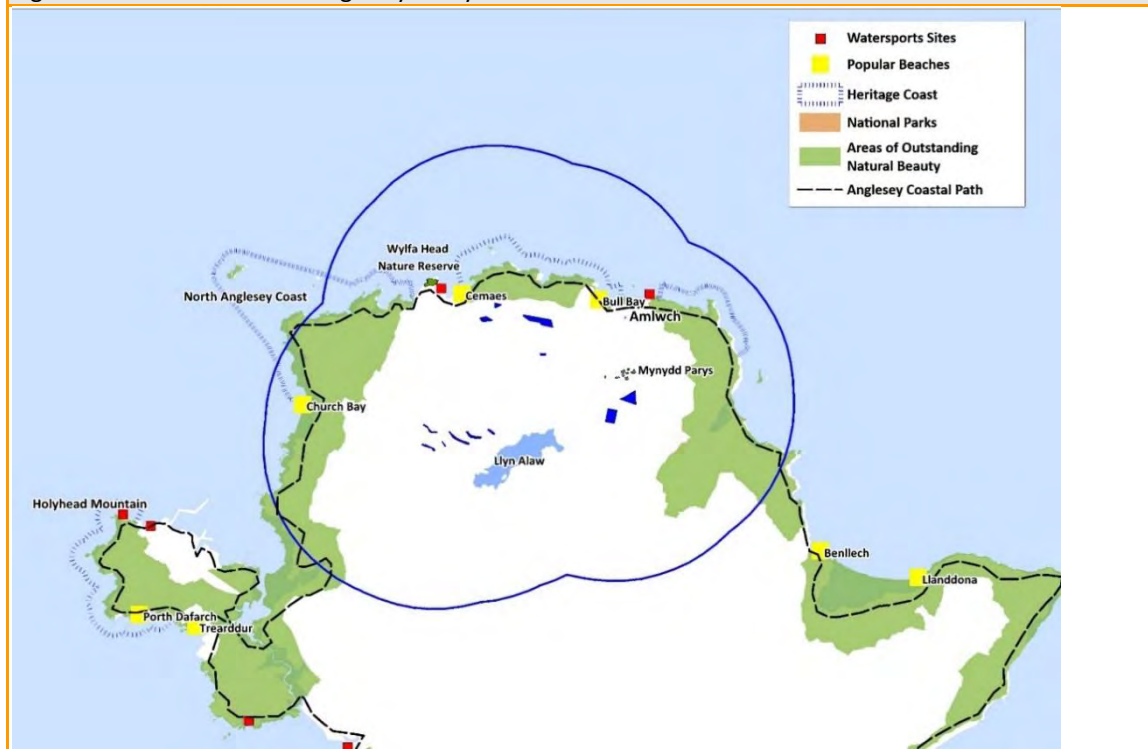 Watersports Sites
Popular Beaches
Heritage Coast
National Parks
Areas of Outstanding
Natural Beauty
Anglesey Coastal Path
Wylfa Head
Nature Reserve
North Anglesey Coast
Cemaes
Bull Bay
Amlwch
Mynydd Parys
Church Bay
Llyn Alaw
Holyhead Mountain
Benllech
Llanddona
Porth Dafarch
Trearddur